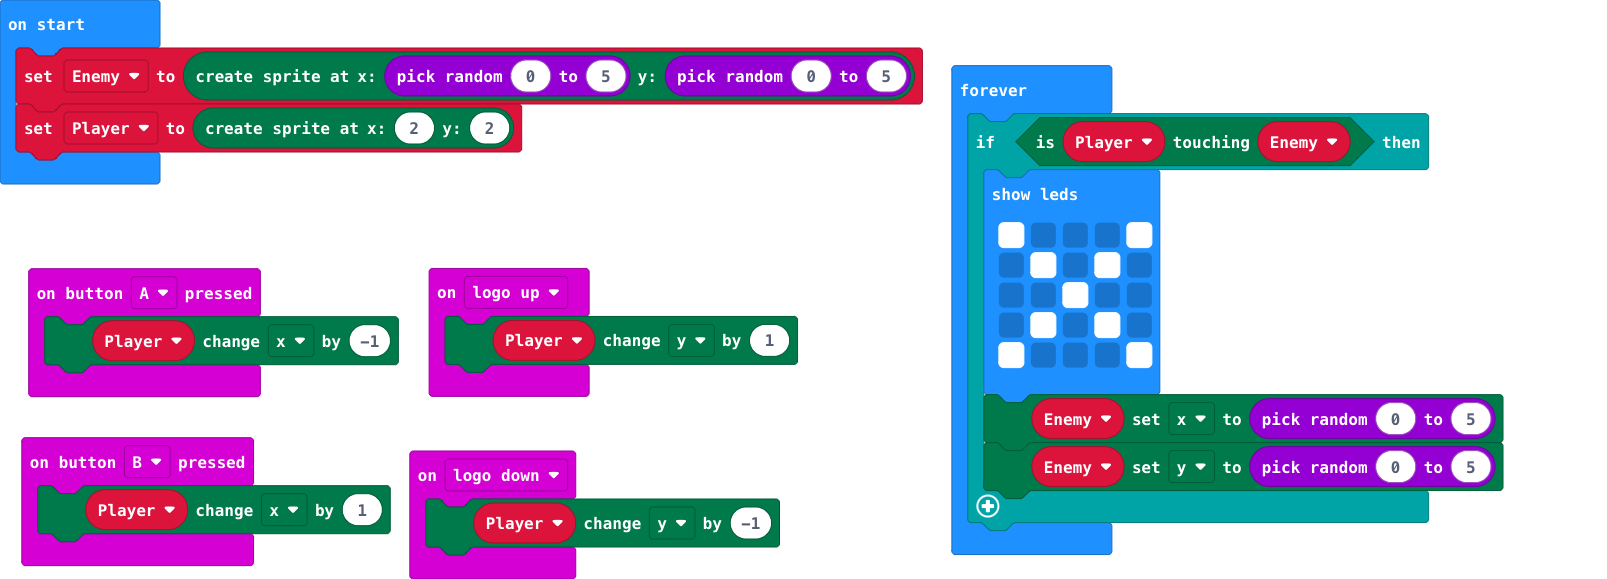 on start
set Enemy to create sprite at x: pick random 0 to 5 y: pick random 0 to 5
set Player to create sprite at x: 2 y: 2
on button A pressed
Player change x by -1
on logo up
Player change y by 1
on button B pressed
Player change x by 1
on logo down
Player change y by -1
forever
if is Player touching Enemy then
show leds
Enemy set x to pick random 0 to 5
Enemy set y to pick random 0 to 5